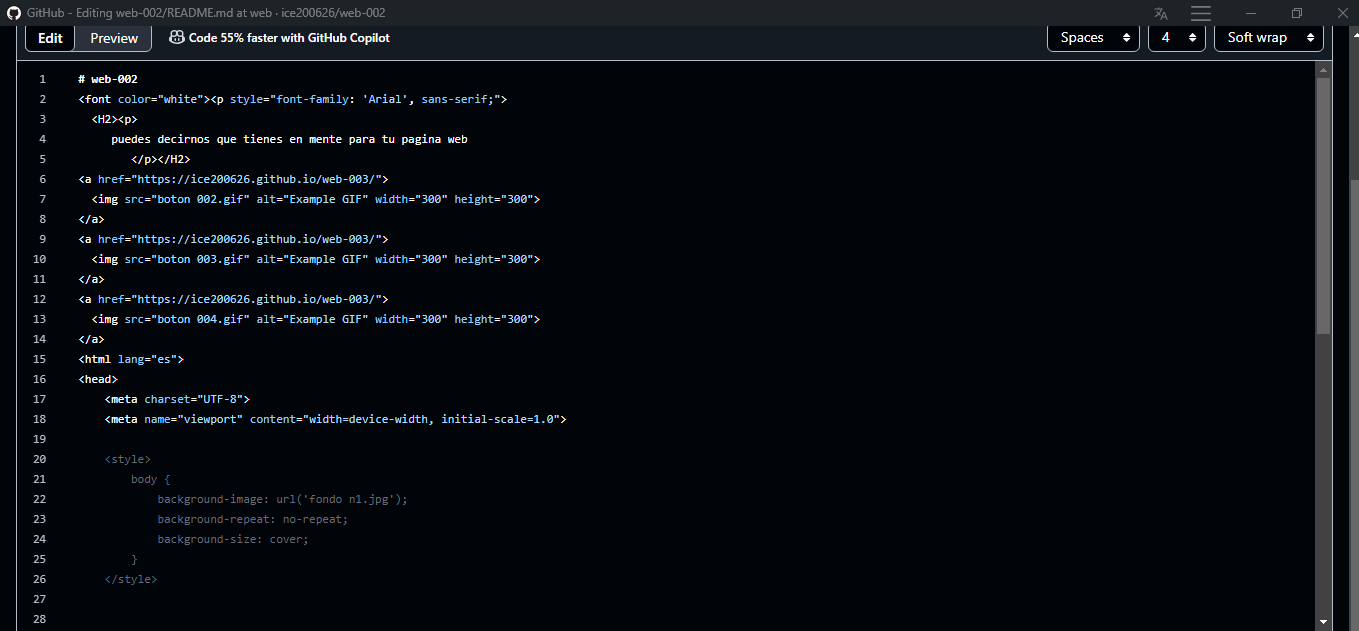 GitHub - Editing web-002/README.md at web · ice200626/web-002
Edit Preview Code 55% faster with GitHub Copilot Spaces 4 Soft wrap
1 # web-002
2 <font color="white"><p style="font-family: 'Arial', sans-serif;">
3 <H2><p>
4 puedes decirnos que tienes en mente para tu pagina web
5 </p></H2>
6 <a href="https://ice200626.github.io/web-003/">
7 <img src="boton 002.gif" alt="Example GIF" width="300" height="300">
8 </a>
9 <a href="https://ice200626.github.io/web-003/">
10 <img src="boton 003.gif" alt="Example GIF" width="300" height="300">
11 </a>
12 <a href="https://ice200626.github.io/web-003/">
13 <img src="boton 004.gif" alt="Example GIF" width="300" height="300">
14 </a>
15 <html lang="es">
16 <head>
17 <meta charset="UTF-8">
18 <meta name="viewport" content="width=device-width, initial-scale=1.0">
19
20 <style>
21 body {
22 background-image: url('fondo n1.jpg');
23 background-repeat: no-repeat;
24 background-size: cover;
25 }
26 </style>
27
28